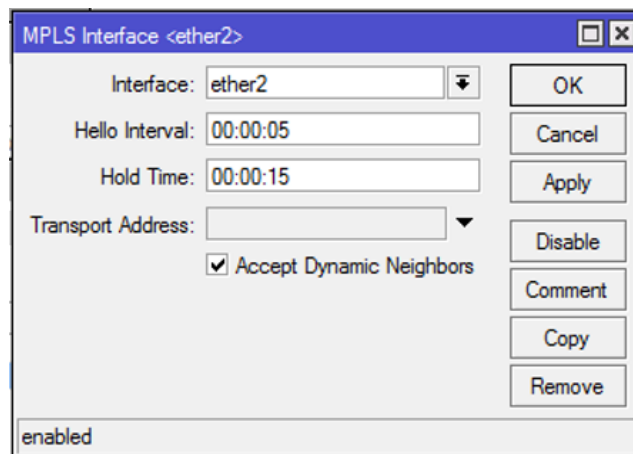 MPLS Interface <ether2>
Interface: ether2
OK
Hello Interval: 00:00:05
Cancel
Hold Time: 00:00:15
Apply
Transport Address:
Disable
Accept Dynamic Neighbors
Comment
Copy
Remove
enabled